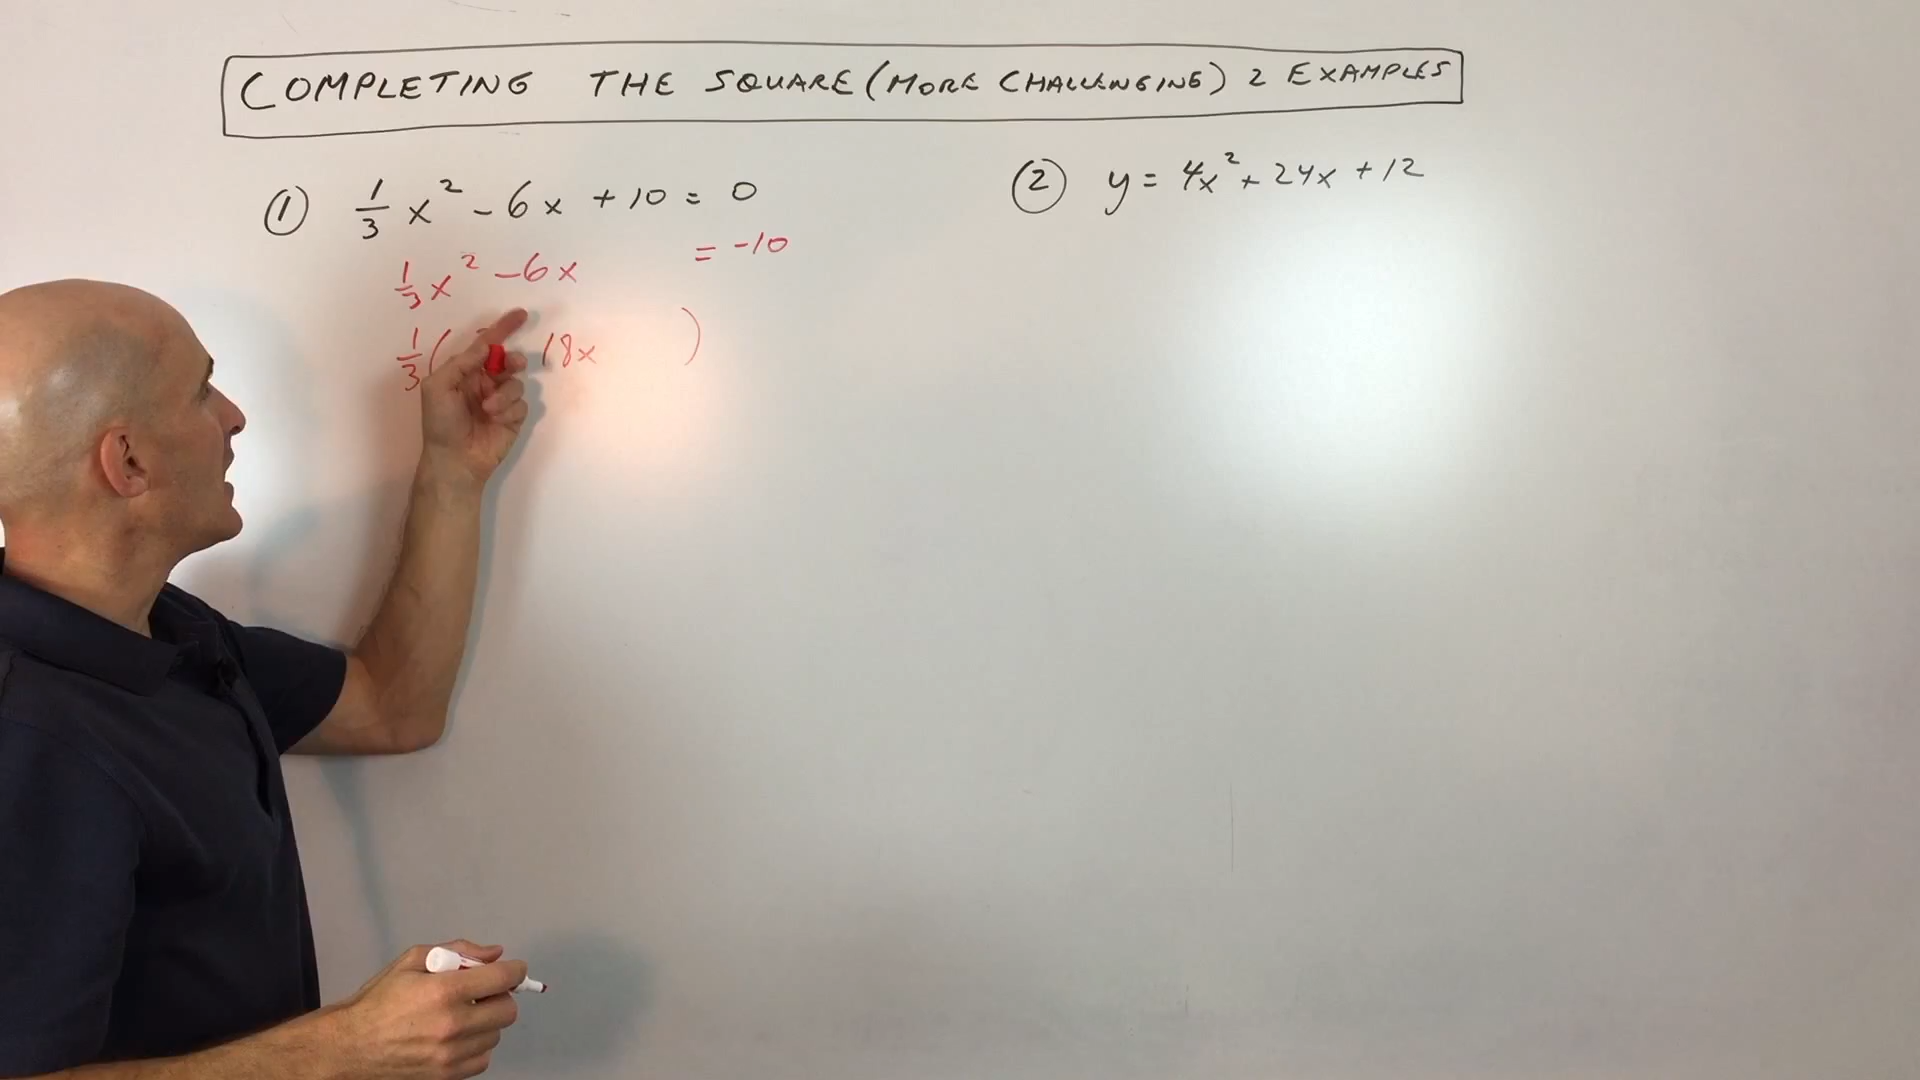 COMPLETING THE SQUARE (MORE CHALLENGING) 2 EXAMPLES
① 1/3 x² - 6x + 10 = 0
1/3 x² - 6x = -10
1/3 ( 18x )
② y = 4x² + 24x + 12